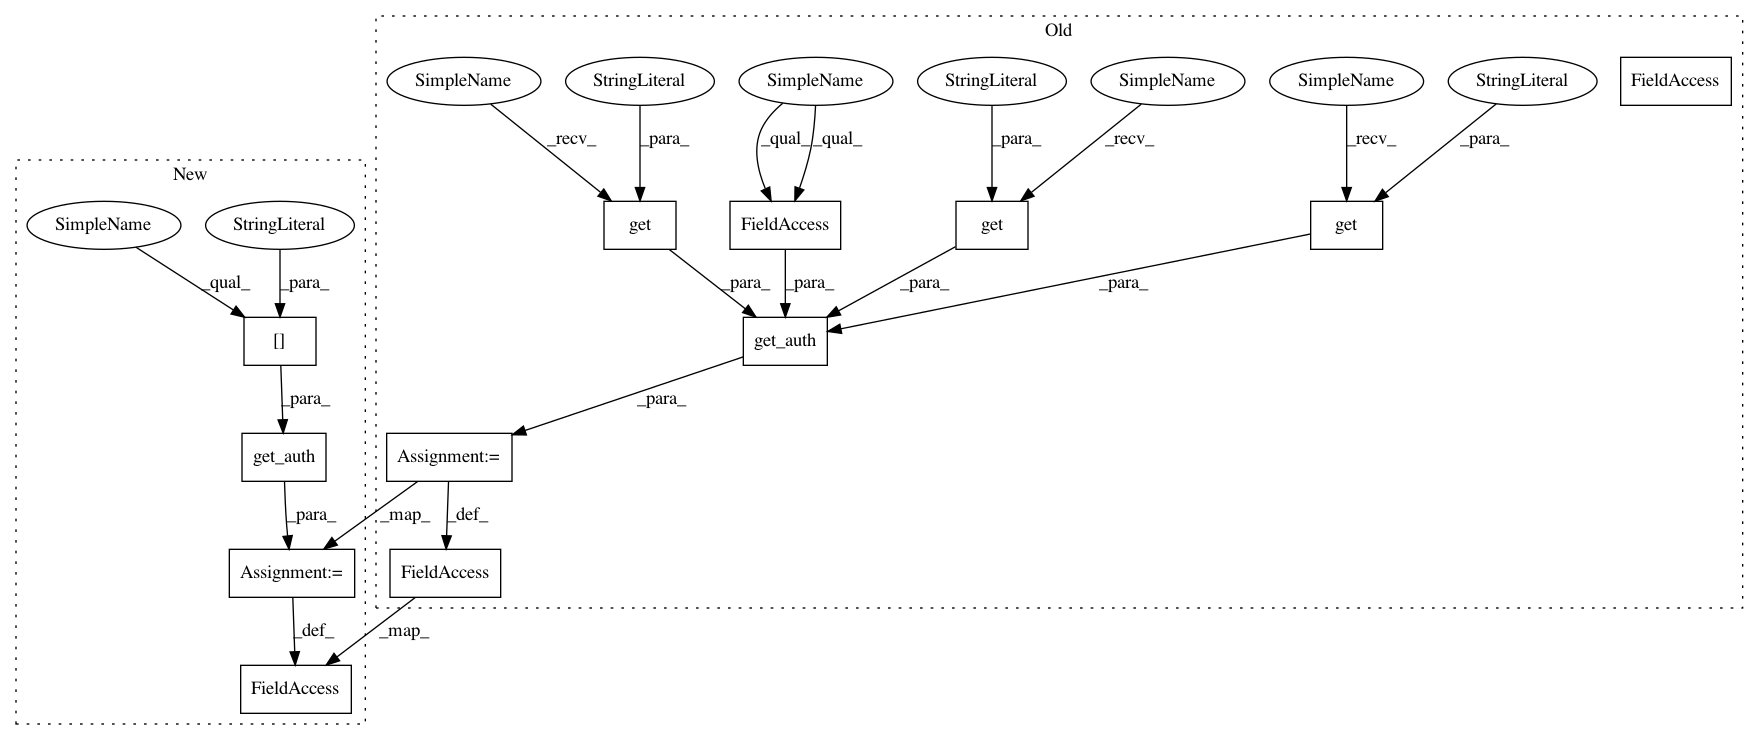 Old
SimpleName
StringLiteral
SimpleName
StringLiteral
SimpleName
SimpleName
StringLiteral
FieldAccess
_recv_
_para_
_qual_
_qual_
_para_
_recv_
_recv_
_para_
New
SimpleName
StringLiteral
get
FieldAccess
get
get
_qual_
_para_
_para_
_para_
_para_
_para_
[]
get_auth
_para_
_para_
get_auth
Assignment:=
_para_
_map_
_def_
Assignment:=
FieldAccess
_def_
_map_
FieldAccess